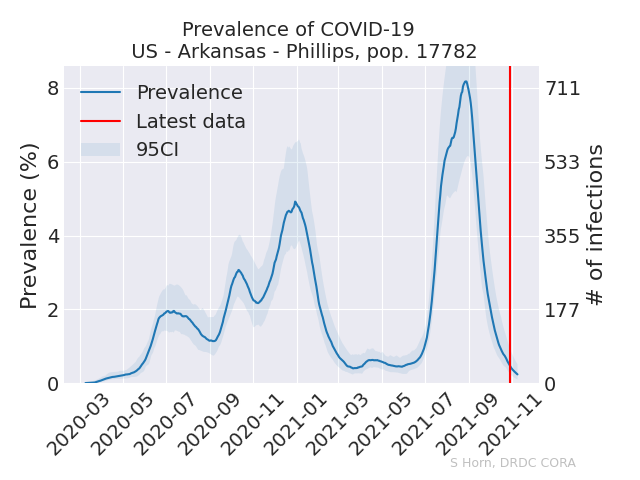 Prevalence of COVID-19
US - Arkansas - Phillips, pop. 17782
Prevalence
Latest data
95CI
Prevalence (%)
8
6
4
2
0
711
533
355
177
0
# of infections
2020-03
2020-05
2020-07
2020-09
2020-11
2021-01
2021-03
2021-05
2021-07
2021-09
2021-11
S Horn, DRDC CORA